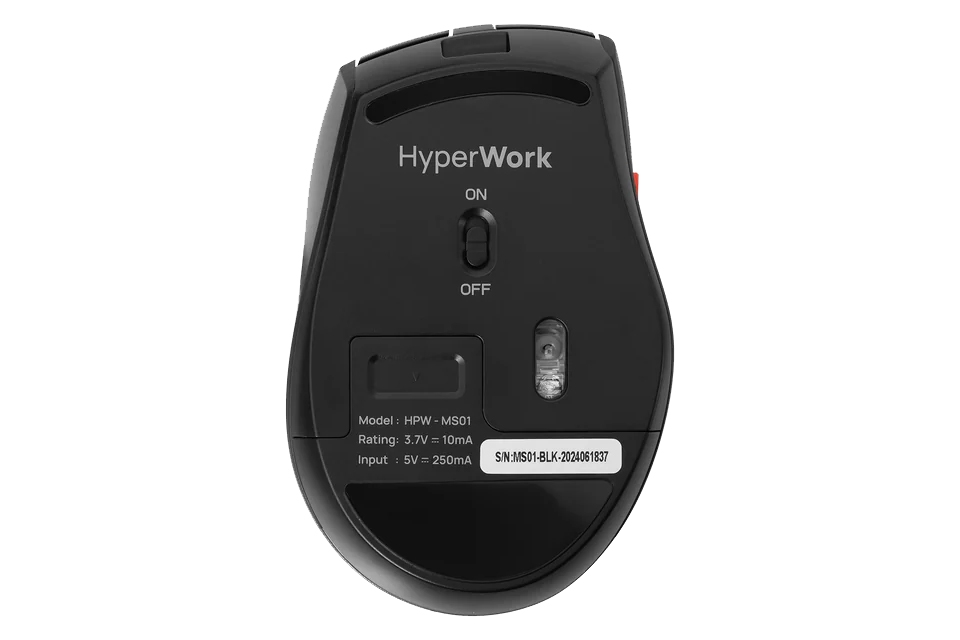 HyperWork
ON
OFF
Model : HPW - MS01
Rating: 3.7V ⎓ 10mA
Input : 5V ⎓ 250mA
S/N:MS01-BLK-2024061837